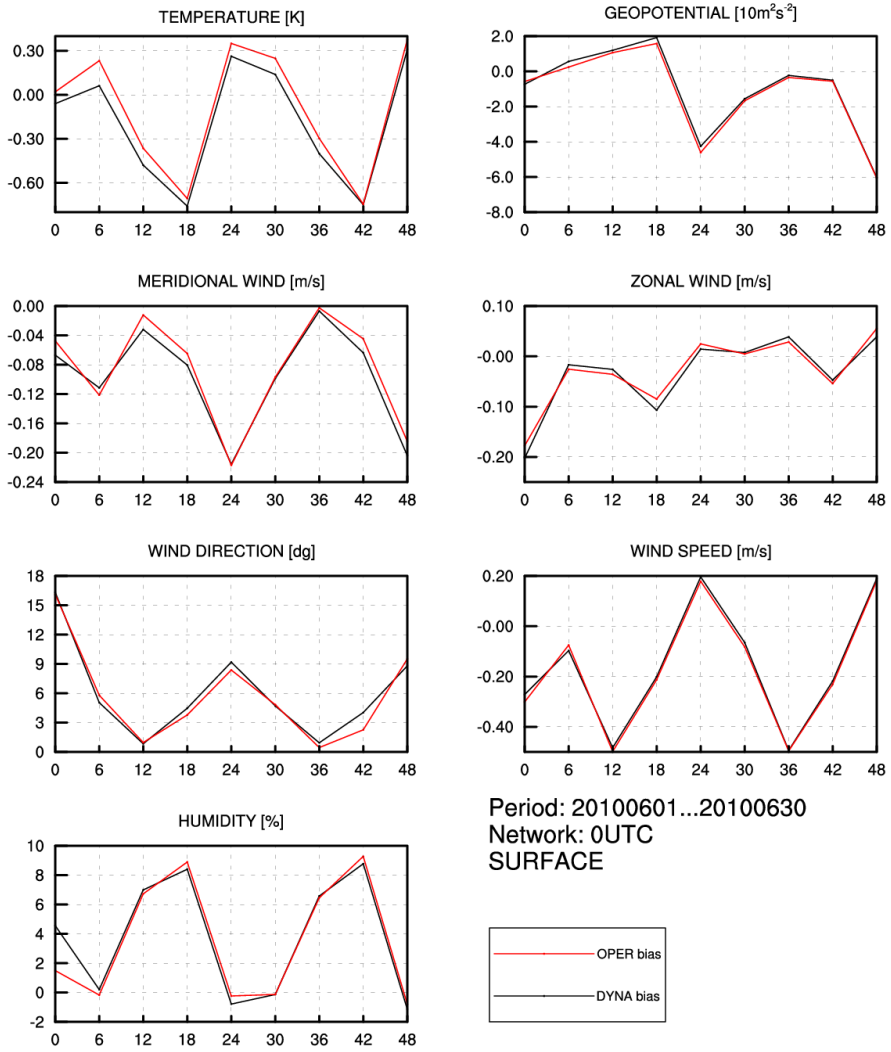 TEMPERATURE [K]
0.30
0.00
-0.30
-0.60
0 6 12 18 24 30 36 42 48
GEOPOTENTIAL [10m²s⁻²]
2.0
0.0
-2.0
-4.0
-6.0
-8.0
0 6 12 18 24 30 36 42 48
MERIDIONAL WIND [m/s]
0.00
-0.04
-0.08
-0.12
-0.16
-0.20
-0.24
0 6 12 18 24 30 36 42 48
ZONAL WIND [m/s]
0.10
-0.00
-0.10
-0.20
0 6 12 18 24 30 36 42 48
WIND DIRECTION [dg]
18
15
12
9
6
3
0
0 6 12 18 24 30 36 42 48
WIND SPEED [m/s]
0.20
-0.00
-0.20
-0.40
0 6 12 18 24 30 36 42 48
HUMIDITY [%]
10
8
6
4
2
0
-2
0 6 12 18 24 30 36 42 48
Period: 20100601...20100630
Network: 0UTC
SURFACE
OPER bias
DYNA bias